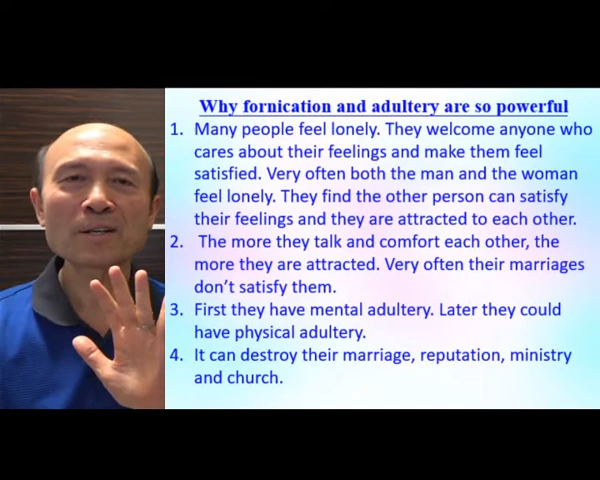 Why fornication and adultery are so powerful
1. Many people feel lonely. They welcome anyone who
cares about their feelings and make them feel
satisfied. Very often both the man and the woman
feel lonely. They find the other person can satisfy
their feelings and they are attracted to each other.
2. The more they talk and comfort each other, the
more they are attracted. Very often their marriages
don't satisfy them.
3. First they have mental adultery. Later they could
have physical adultery.
4. It can destroy their marriage, reputation, ministry
and church.